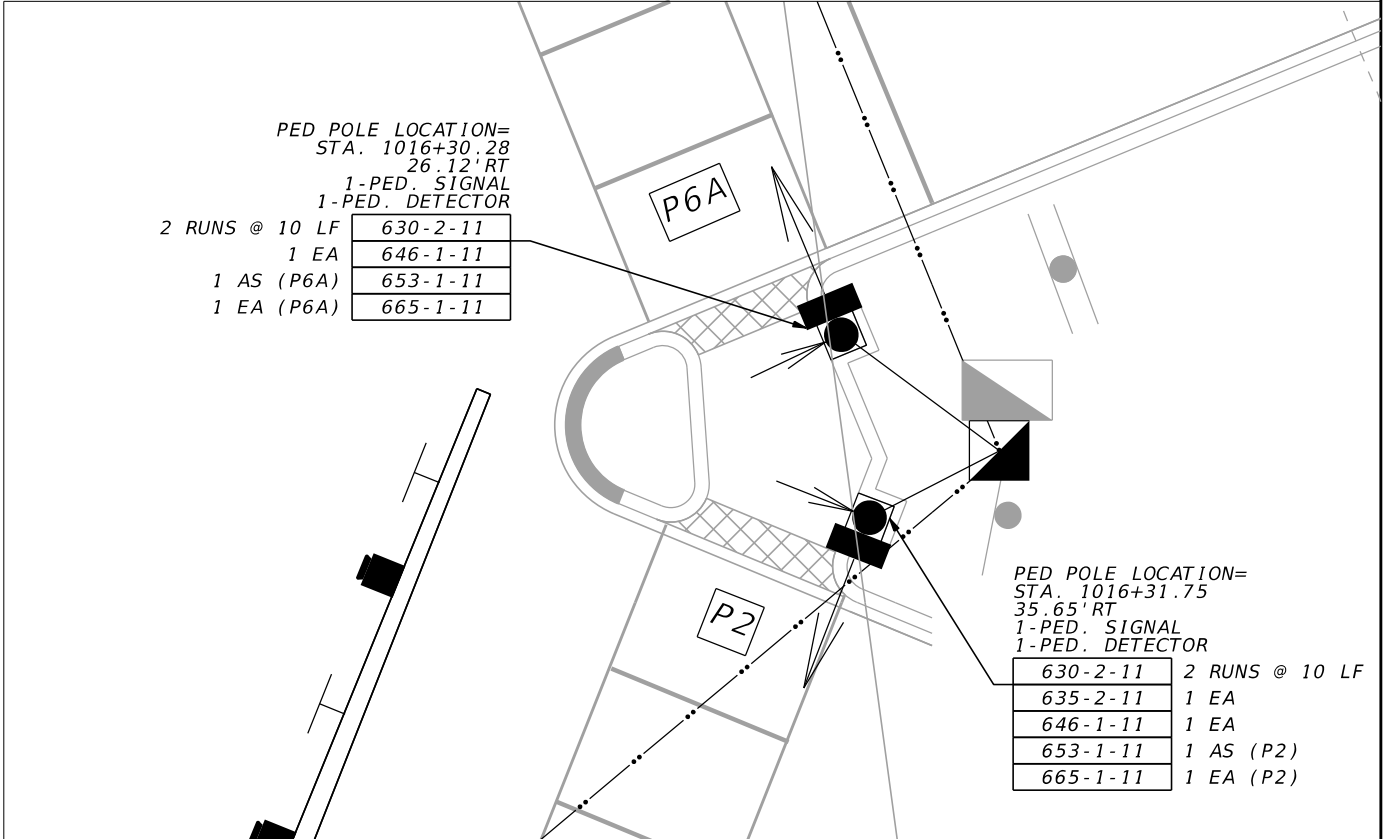 PED POLE LOCATION=
STA. 1016+30.28
26.12'RT
1-PED. SIGNAL
1-PED. DETECTOR
2 RUNS @ 10 LF 630-2-11
1 EA 646-1-11
1 AS (P6A) 653-1-11
1 EA (P6A) 665-1-11
P6A
P2
PED POLE LOCATION=
STA. 1016+31.75
35.65'RT
1-PED. SIGNAL
1-PED. DETECTOR
630-2-11 2 RUNS @ 10 LF
635-2-11 1 EA
646-1-11 1 EA
653-1-11 1 AS (P2)
665-1-11 1 EA (P2)